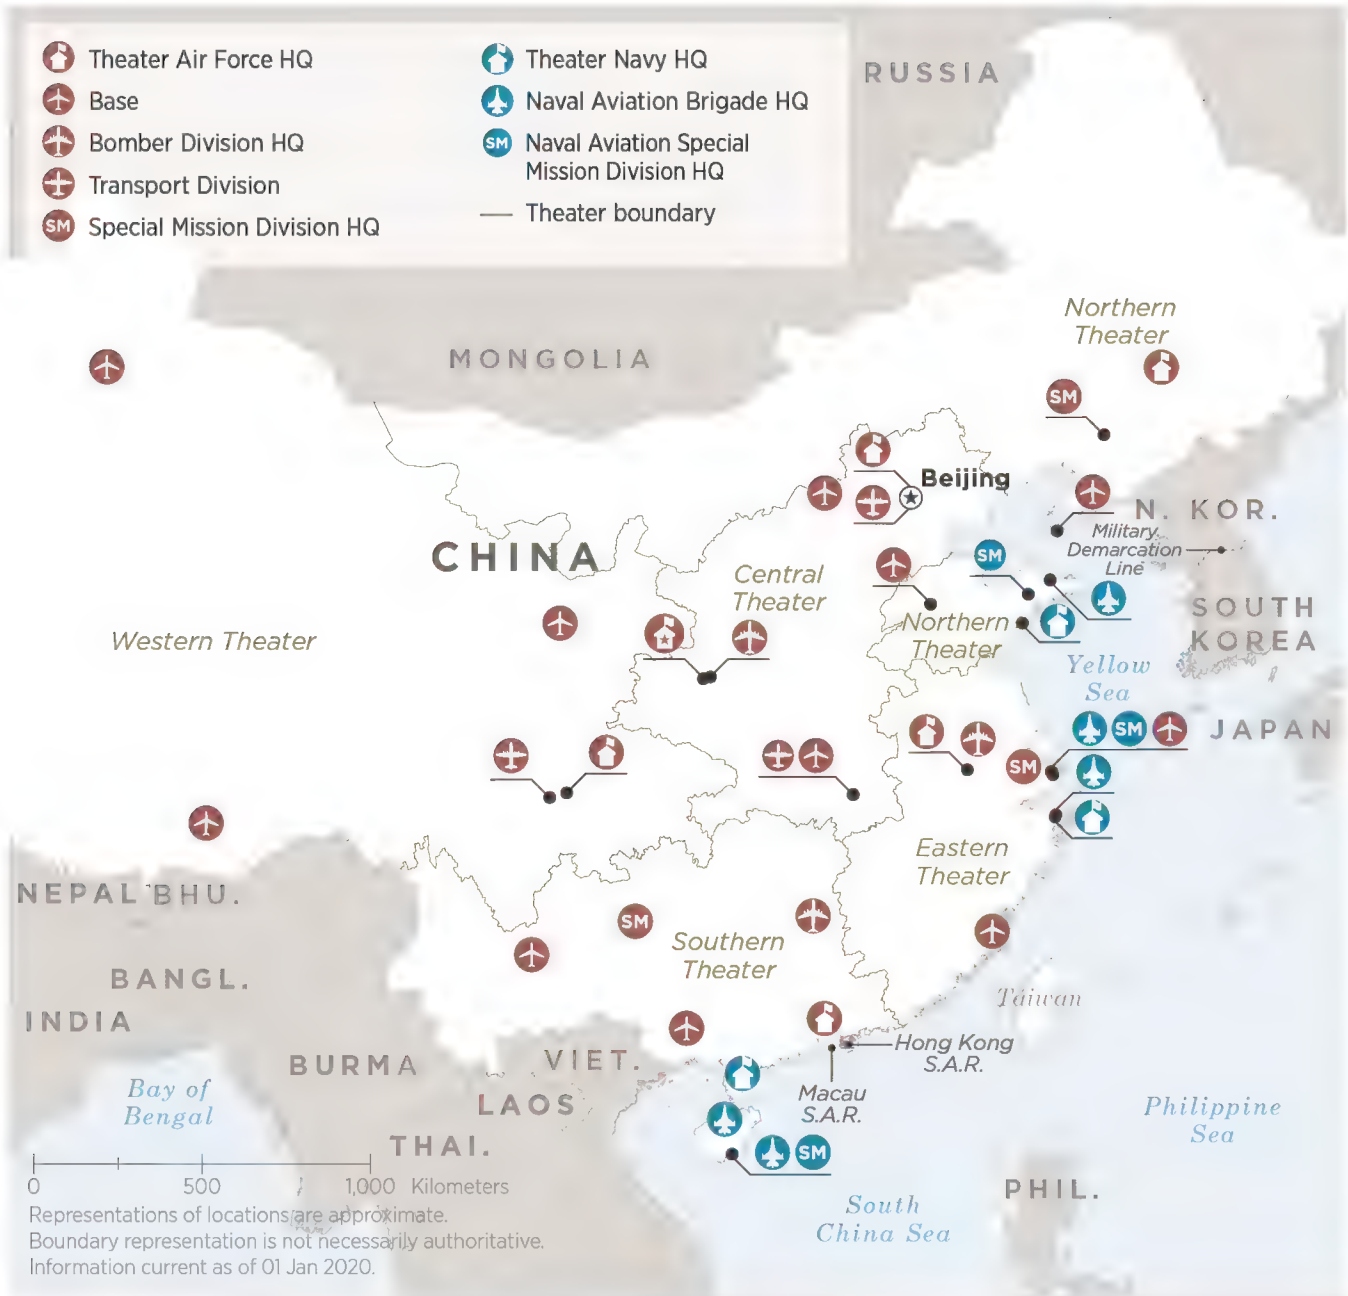 Theater Air Force HQ
Base
Bomber Division HQ
Transport Division
SM Special Mission Division HQ
Theater Navy HQ
Naval Aviation Brigade HQ
SM Naval Aviation Special
Mission Division HQ
Theater boundary
RUSSIA
Northern
Theater
MONGOLIA
SM
Beijing
N. KOR.
Military
Demarcation
Line
CHINA
SM
Central
Theater
SOUTH
KOREA
Northern
Theater
Western Theater
Yellow
Sea
SM
JAPAN
SM
Eastern
Theater
NEPAL
BHU.
SM
Southern
Theater
BANGL.
Taiwan
INDIA
Hong Kong
S.A.R.
BURMA
VIET.
Macau
S.A.R.
Bay of
Bengal
LAOS
Philippine
Sea
THAI.
SM
0 500 1,000 Kilometers
PHIL.
South
China Sea
Representations of locations are approximate.
Boundary representation is not necessarily authoritative.
Information current as of 01 Jan 2020.